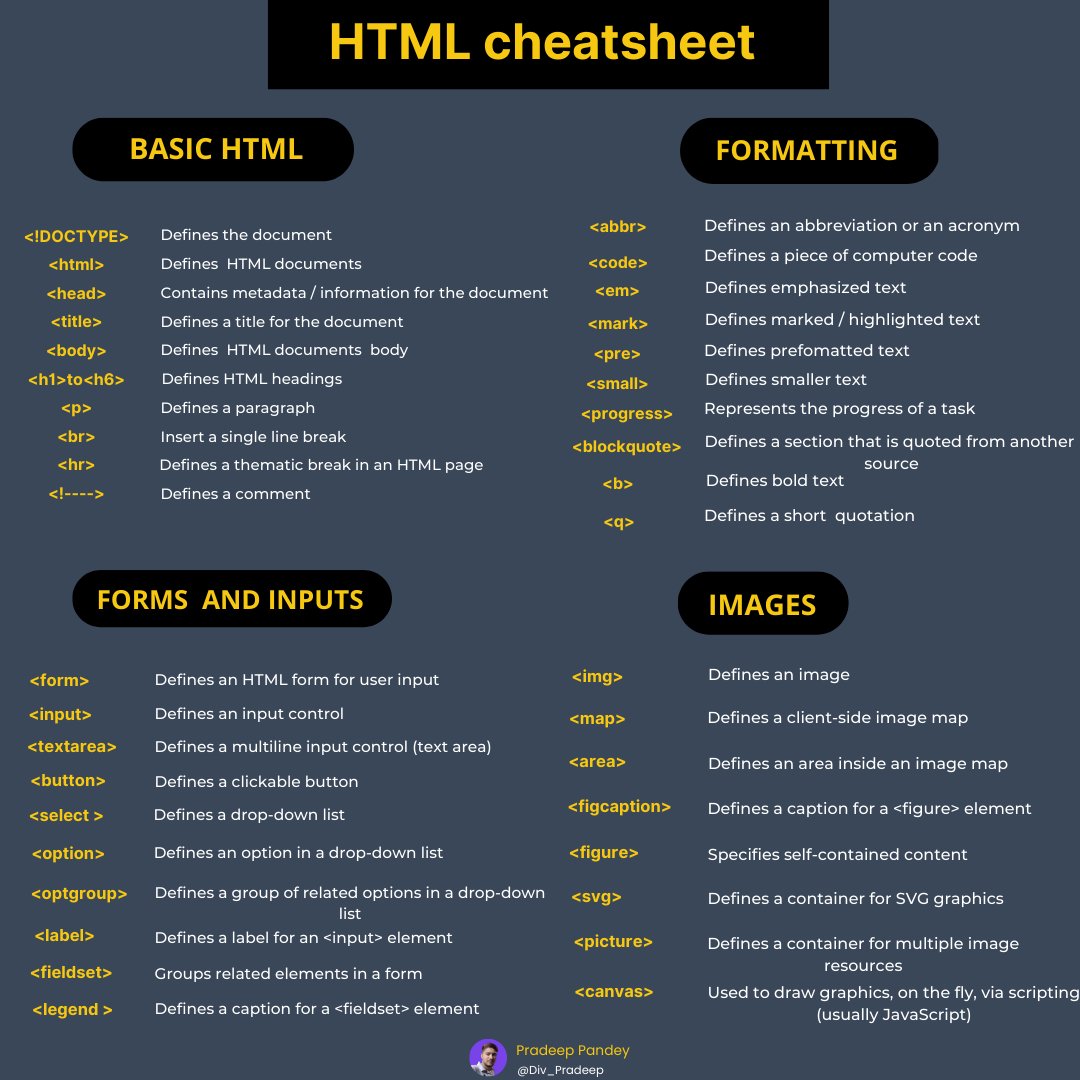 HTML cheatsheet
BASIC HTML
<!DOCTYPE> Defines the document
<html> Defines HTML documents
<head> Contains metadata / information for the document
<title> Defines a title for the document
<body> Defines HTML documents body
<h1>to<h6> Defines HTML headings
<p> Defines a paragraph
<br> Insert a single line break
<hr> Defines a thematic break in an HTML page
<!----> Defines a comment
FORMATTING
<abbr> Defines an abbreviation or an acronym
<code> Defines a piece of computer code
<em> Defines emphasized text
<mark> Defines marked / highlighted text
<pre> Defines prefomatted text
<small> Defines smaller text
<progress> Represents the progress of a task
<blockquote> Defines a section that is quoted from another
source
<b> Defines bold text
<q> Defines a short quotation
FORMS AND INPUTS
<form> Defines an HTML form for user input
<input> Defines an input control
<textarea> Defines a multiline input control (text area)
<button> Defines a clickable button
<select > Defines a drop-down list
<option> Defines an option in a drop-down list
<optgroup> Defines a group of related options in a drop-down
list
<label> Defines a label for an <input> element
<fieldset> Groups related elements in a form
<legend > Defines a caption for a <fieldset> element
IMAGES
<img> Defines an image
<map> Defines a client-side image map
<area> Defines an area inside an image map
<figcaption> Defines a caption for a <figure> element
<figure> Specifies self-contained content
<svg> Defines a container for SVG graphics
<picture> Defines a container for multiple image
resources
<canvas> Used to draw graphics, on the fly, via scripting
(usually JavaScript)
Pradeep Pandey
@Div_Pradeep